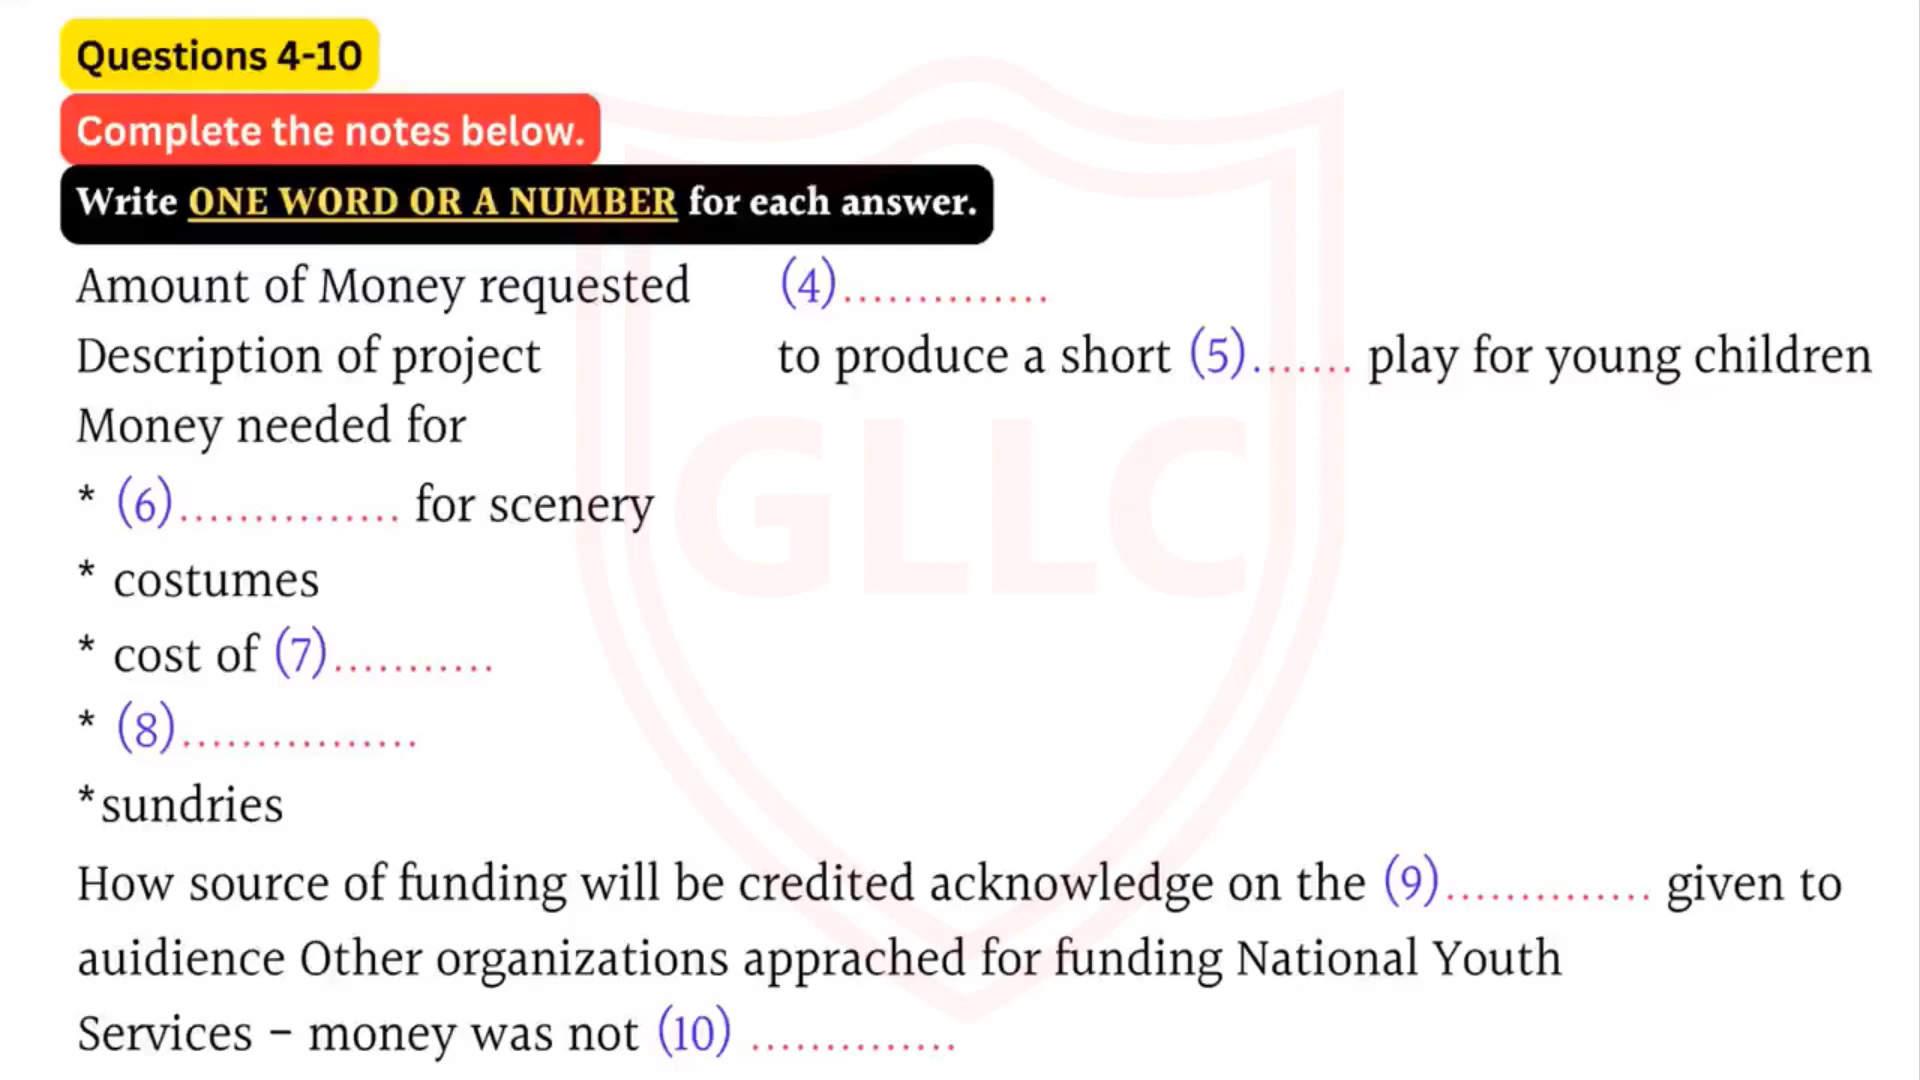 Questions 4-10
Complete the notes below.
Write ONE WORD OR A NUMBER for each answer.
Amount of Money requested (4)..............
Description of project to produce a short (5)....... play for young children
Money needed for
* (6)............... for scenery
* costumes
* cost of (7)...........
* (8)................
*sundries
How source of funding will be credited acknowledge on the (9).............. given to
auidience Other organizations apprached for funding National Youth
Services – money was not (10) ..............
GLLC